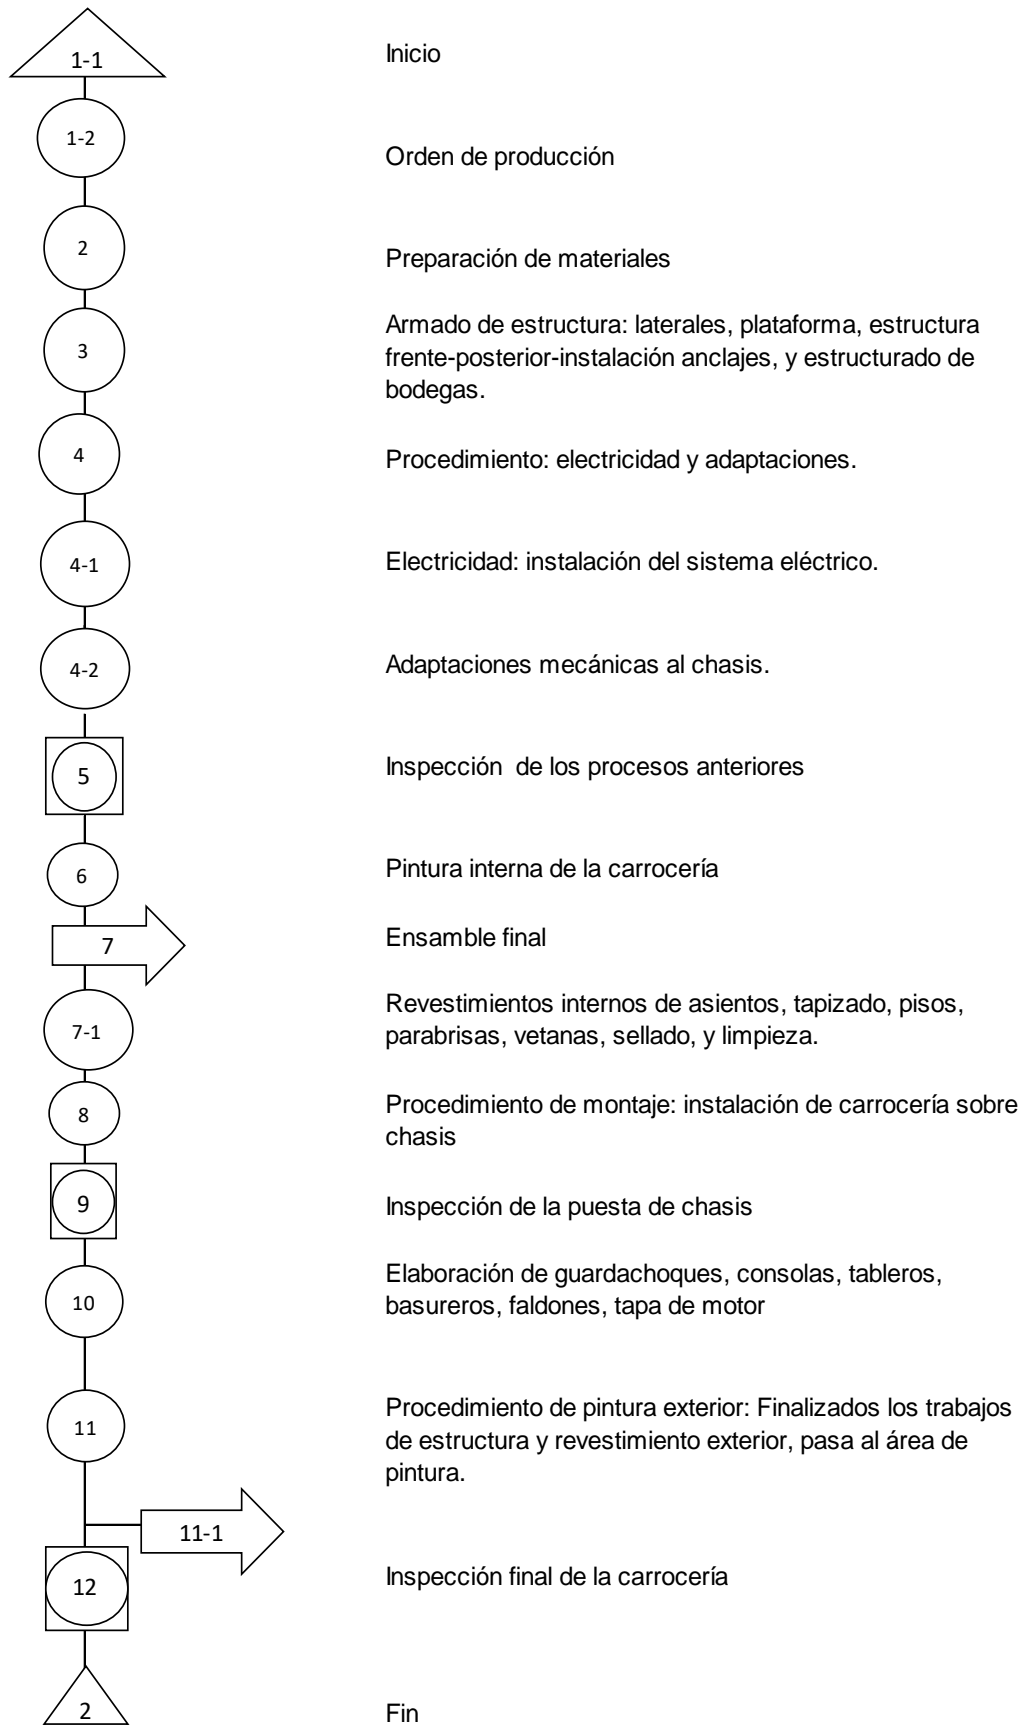 1-1
Inicio
1-2
Orden de producción
2
Preparación de materiales
3
Armado de estructura: laterales, plataforma, estructura
frente-posterior-instalación anclajes, y estructurado de
bodegas.
4
Procedimiento: electricidad y adaptaciones.
4-1
Electricidad: instalación del sistema eléctrico.
4-2
Adaptaciones mecánicas al chasis.
5
Inspección  de los procesos anteriores
6
Pintura interna de la carrocería
7
Ensamble final
7-1
Revestimientos internos de asientos, tapizado, pisos,
parabrisas, vetanas, sellado, y limpieza.
8
Procedimiento de montaje: instalación de carrocería sobre
chasis
9
Inspección de la puesta de chasis
10
Elaboración de guardachoques, consolas, tableros,
basureros, faldones, tapa de motor
11
Procedimiento de pintura exterior: Finalizados los trabajos
de estructura y revestimiento exterior, pasa al área de
pintura.
11-1
12
Inspección final de la carrocería
2
Fin